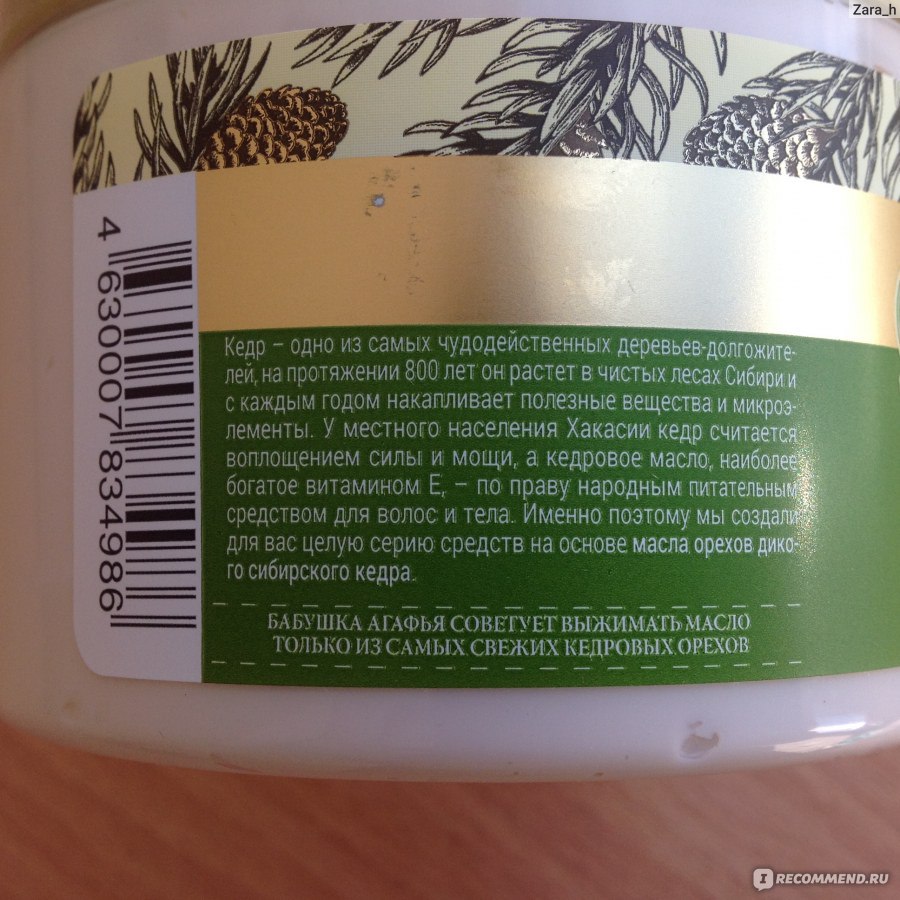 Zara_h
4 630007 834986
Кедр – одно из самых чудодейственных деревьев-долгожите-
лей, на протяжении 800 лет он растет в чистых лесах Сибири и
с каждым годом накапливает полезные вещества и микроэ-
лементы. У местного населения Хакасии кедр считается
воплощением силы и мощи, а кедровое масло, наиболее
богатое витамином Е, – по праву народным питательным
средством для волос и тела. Именно поэтому мы создали
для вас целую серию средств на основе масла орехов дико-
го сибирского кедра.
БАБУШКА АГАФЬЯ СОВЕТУЕТ ВЫЖИМАТЬ МАСЛО
ТОЛЬКО ИЗ САМЫХ СВЕЖИХ КЕДРОВЫХ ОРЕХОВ
IRECOMMEND.RU